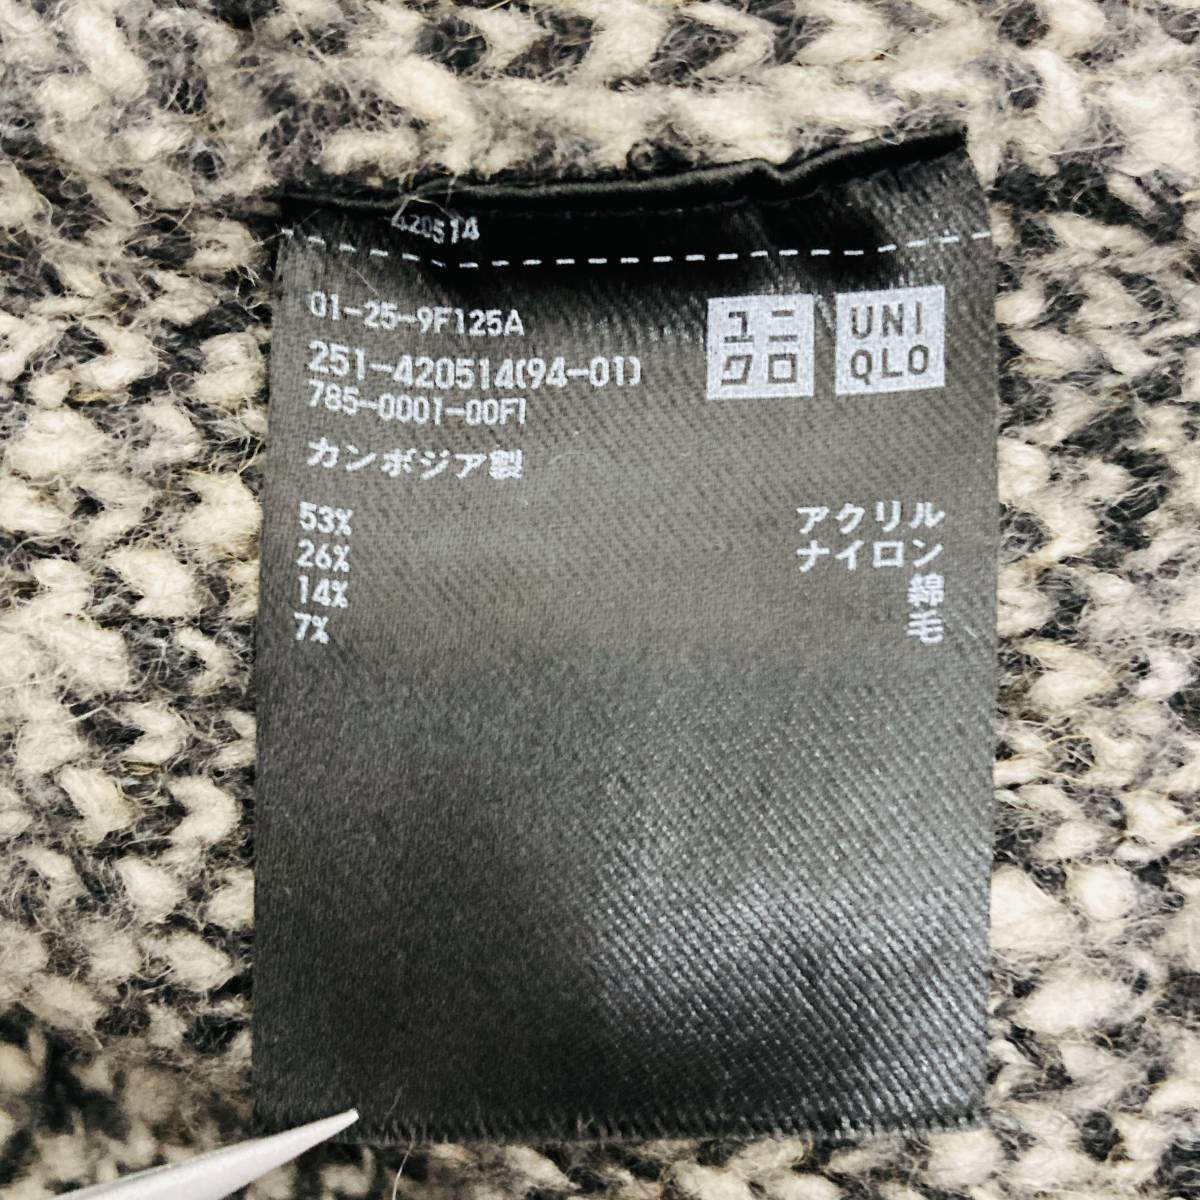 420514
01-25-9F125A
251-420514(94-01)
785-0001-00FI
ユニ
クロ
UNI
QLO
カンボジア製
53% アクリル
26% ナイロン
14% 綿
7% 毛